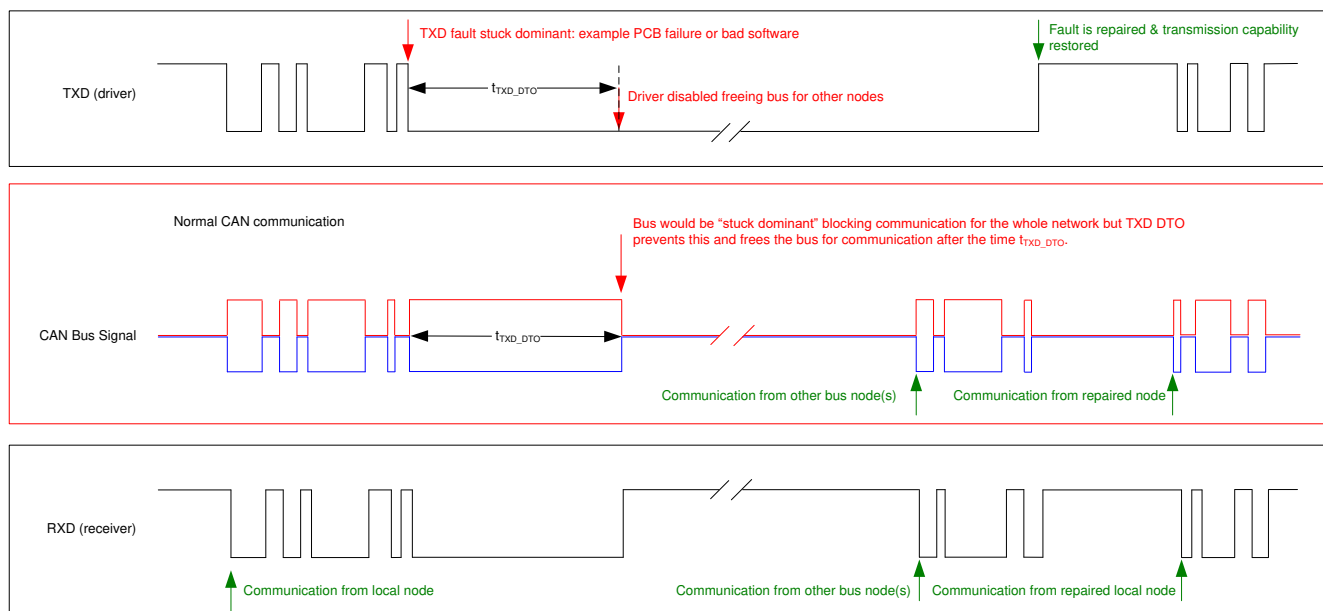 TXD fault stuck dominant: example PCB failure or bad software
Fault is repaired & transmission capability
restored
TXD (driver)
tTXD_DTO
Driver disabled freeing bus for other nodes
Normal CAN communication
Bus would be “stuck dominant” blocking communication for the whole network but TXD DTO
prevents this and frees the bus for communication after the time tTXD_DTO.
CAN Bus Signal
tTXD_DTO
Communication from other bus node(s)
Communication from repaired node
RXD (receiver)
Communication from local node
Communication from other bus node(s)
Communication from repaired local node